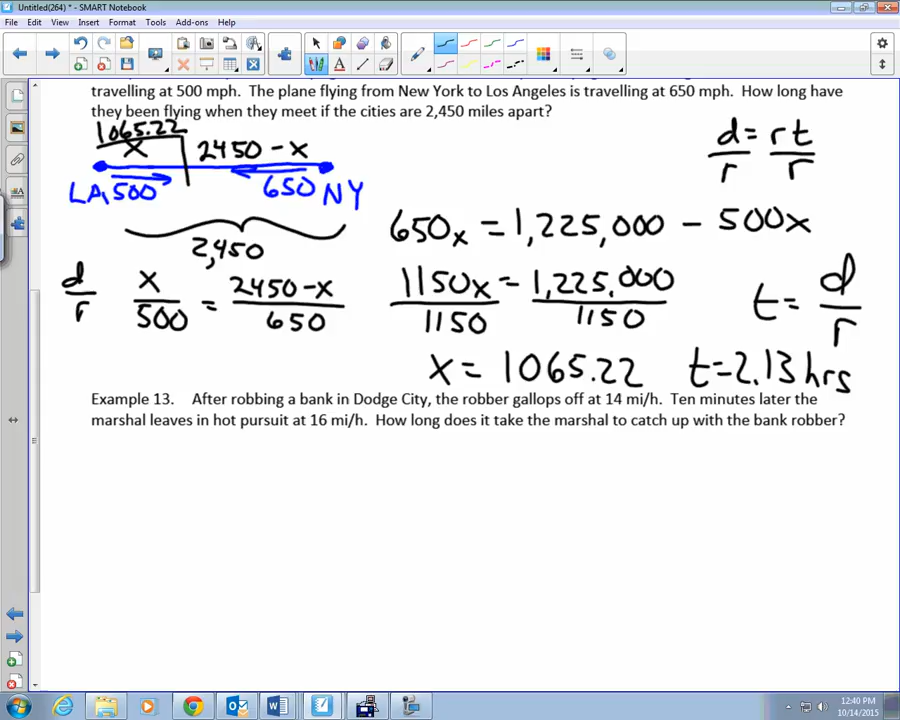 Untitled(264) * - SMART Notebook
File Edit View Insert Format Tools Add-ons Help
travelling at 500 mph. The plane flying from New York to Los Angeles is travelling at 650 mph. How long have
they been flying when they meet if the cities are 2,450 miles apart?
1065.22
x 2450 - x
d = rt
r r
LA 500 650 NY
2,450
650x = 1,225,000 - 500x
d x = 2450 - x
r 500 650
1150x = 1,225,000
1150 1150
t = d
r
x = 1065.22 t=2.13 hrs
Example 13. After robbing a bank in Dodge City, the robber gallops off at 14 mi/h. Ten minutes later the
marshal leaves in hot pursuit at 16 mi/h. How long does it take the marshal to catch up with the bank robber?
12:40 PM
10/14/2015